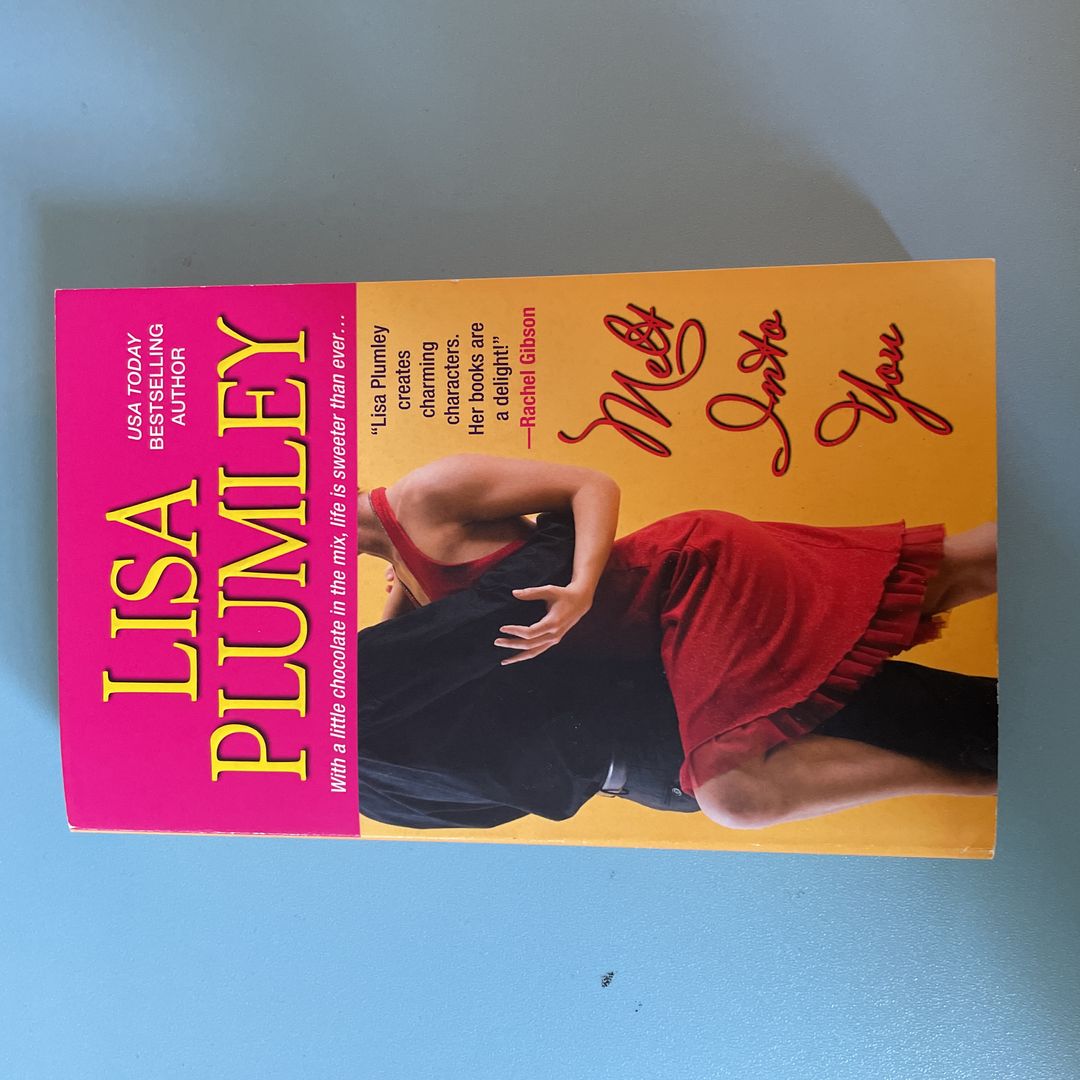 USA TODAY
BESTSELLING
AUTHOR
LISA
PLUMLEY
With a little chocolate in the mix, life is sweeter than ever...
“Lisa Plumley
creates
charming
characters.
Her books are
a delight!”
—Rachel Gibson
Melt
Into
You